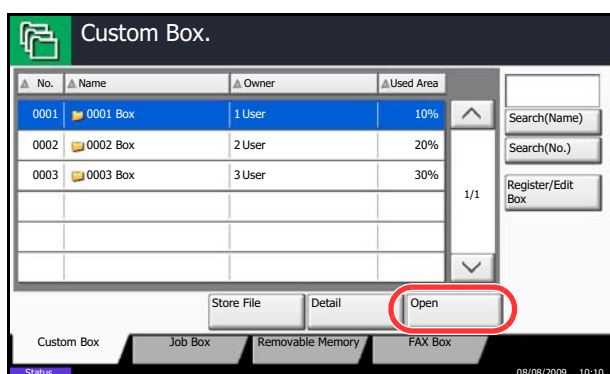 Custom Box.
No. Name Owner Used Area
0001 0001 Box 1 User 10%
0002 0002 Box 2 User 20%
0003 0003 Box 3 User 30%
1/1
Search(Name)
Search(No.)
Register/Edit
Box
Store File Detail Open
Custom Box Job Box Removable Memory FAX Box
Status 08/08/2009 10:10